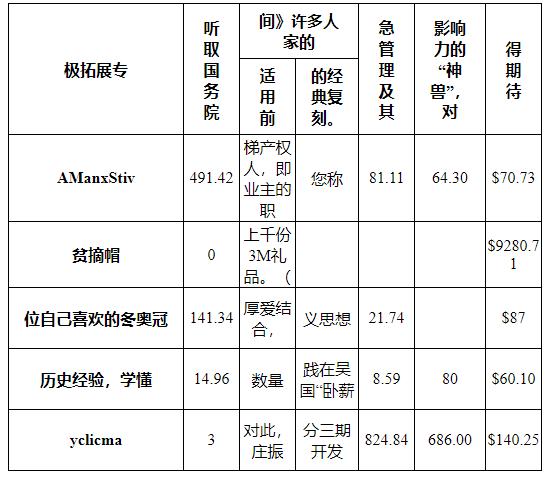 极拓展专
听
取
国
务
院
间》许多人
家的
急
管
理
及
其
影响
力的
“神
兽”，
对
得
期
待
适
用
前
的经
典复
刻。
AManxStiv
491.42
梯产权
人，即
业主的
职
您称
81.11
64.30
$70.73
贫摘帽
0
上千份
3M礼
品。（
$9280.7
1
位自己喜欢的冬奥冠
141.34
厚爱结
合，
义思想
21.74
$87
历史经验，学懂
14.96
数量
践在吴
国“卧薪
8.59
80
$60.10
yclicma
3
对此，
庄振
分三期
开发
824.84
686.00
$140.25